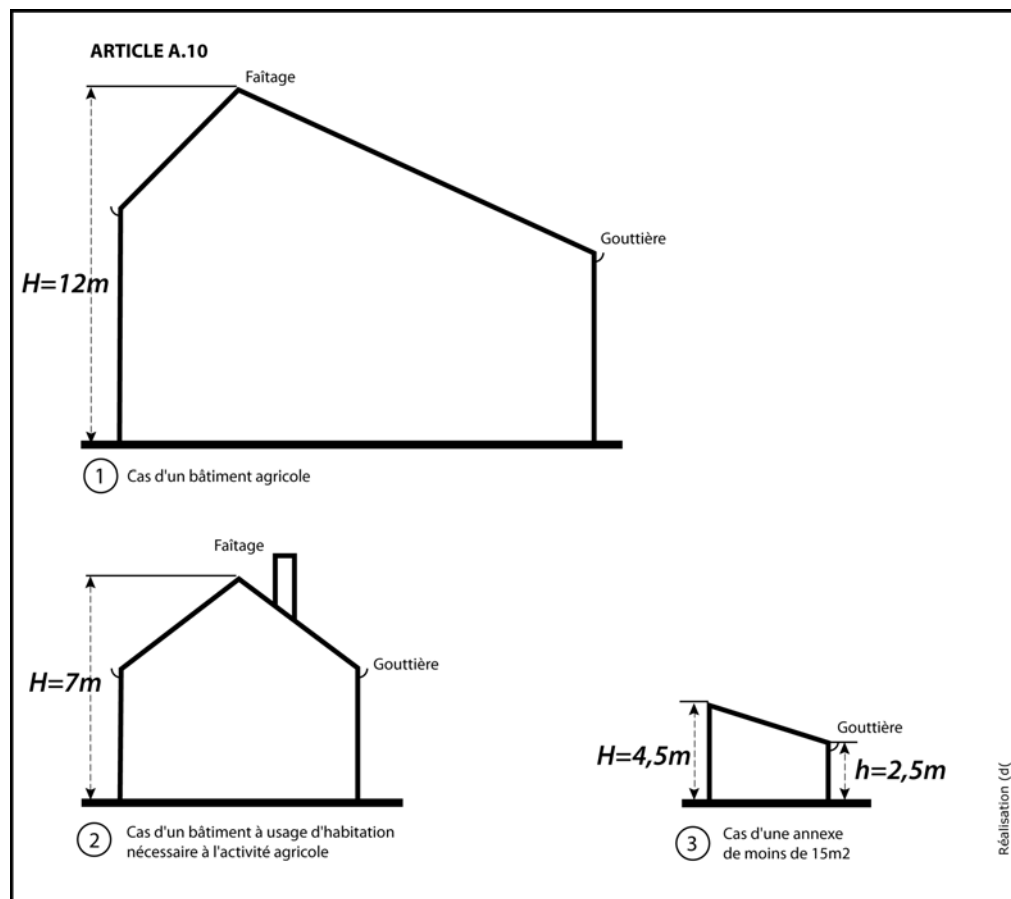 ARTICLE A.10
Faîtage
Gouttière
H=12m
1 Cas d'un bâtiment agricole
Faîtage
Gouttière
H=7m
2 Cas d'un bâtiment à usage d'habitation
nécessaire à l'activité agricole
Gouttière
H=4,5m
h=2,5m
3 Cas d'une annexe
de moins de 15m2
Réalisation (d(